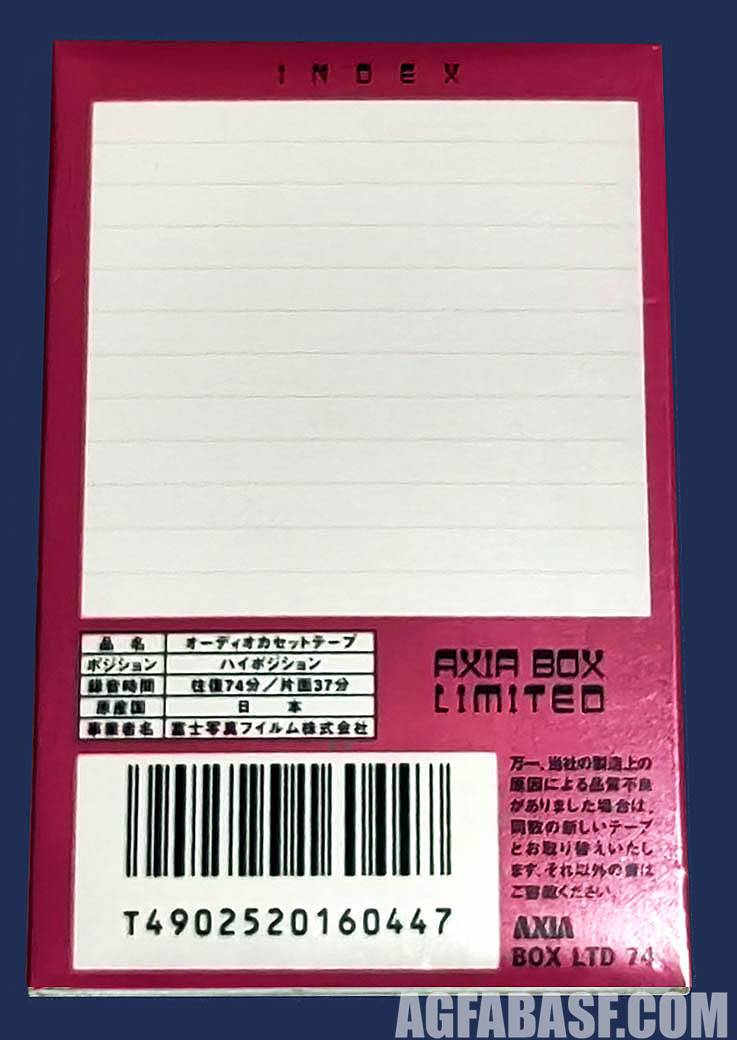 INDEX
品名 オーディオカセットテープ
ポジション ハイポジション
録音時間 往復74分/片面37分
原産国 日本
事業者名 富士写真フイルム株式会社
AXIA BOX
LIMITED
万一、当社の製造上の
原因による品質不良
がありました場合は、
同数の新しいテープ
とお取り替えいたし
ます。それ以外の責は
ご容赦ください。
T4902520160447
AXIA
BOX LTD 74
AGFABASF.COM